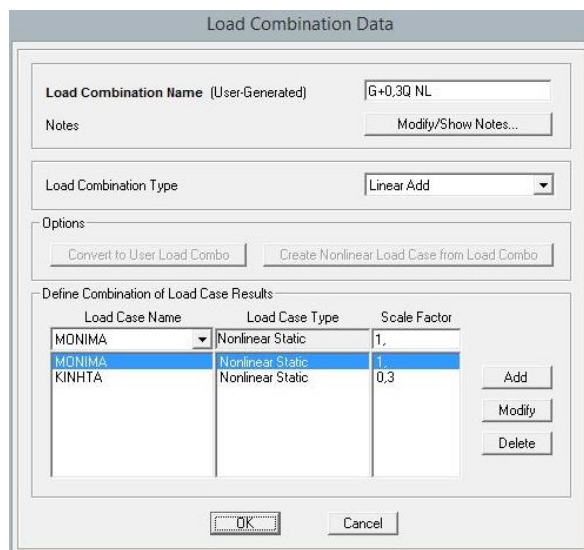 Load Combination Data
Load Combination Name (User-Generated) G+0,3Q NL
Notes Modify/Show Notes...
Load Combination Type Linear Add
Options
Convert to User Load Combo Create Nonlinear Load Case from Load Combo
Define Combination of Load Case Results
Load Case Name Load Case Type Scale Factor
MONIMA Nonlinear Static 1,
MONIMA Nonlinear Static 1,
KINHTA Nonlinear Static 0,3
Add
Modify
Delete
OK Cancel